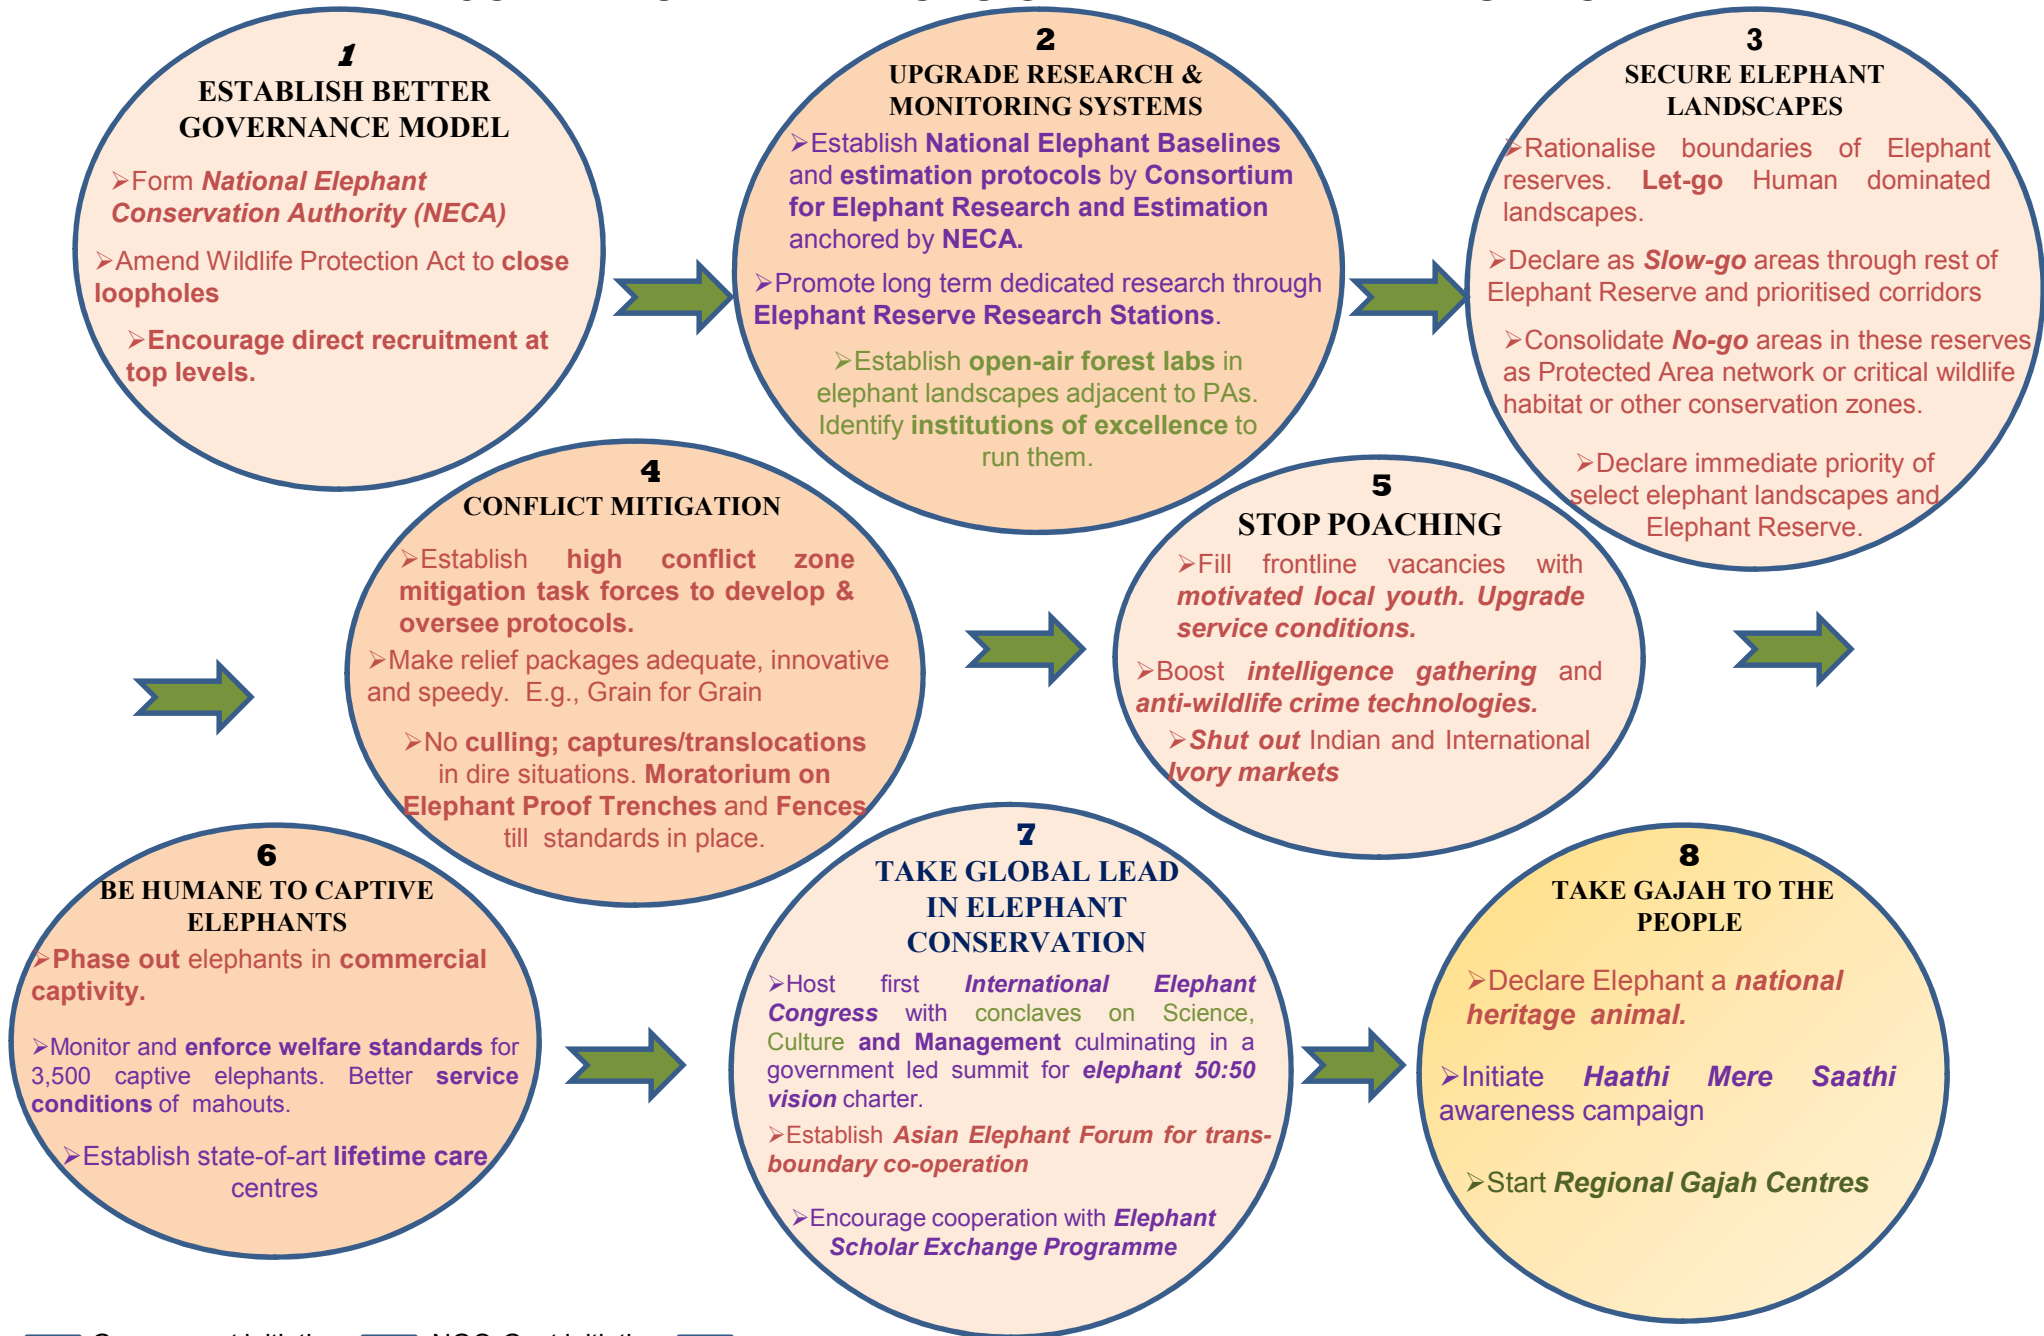 1
ESTABLISH BETTER
GOVERNANCE MODEL
➢Form National Elephant
Conservation Authority (NECA)
➢Amend Wildlife Protection Act to close
loopholes
➢Encourage direct recruitment at
top levels.
2
UPGRADE RESEARCH &
MONITORING SYSTEMS
➢Establish National Elephant Baselines
and estimation protocols by Consortium
for Elephant Research and Estimation
anchored by NECA.
➢Promote long term dedicated research through
Elephant Reserve Research Stations.
➢Establish open-air forest labs in
elephant landscapes adjacent to PAs.
Identify institutions of excellence to
run them.
3
SECURE ELEPHANT
LANDSCAPES
➢Rationalise boundaries of Elephant
reserves. Let-go Human dominated
landscapes.
➢Declare as Slow-go areas through rest of
Elephant Reserve and prioritised corridors
➢Consolidate No-go areas in these reserves
as Protected Area network or critical wildlife
habitat or other conservation zones.
➢Declare immediate priority of
select elephant landscapes and
Elephant Reserve.
4
CONFLICT MITIGATION
➢Establish high conflict zone
mitigation task forces to develop &
oversee protocols.
➢Make relief packages adequate, innovative
and speedy. E.g., Grain for Grain
➢No culling; captures/translocations
in dire situations. Moratorium on
Elephant Proof Trenches and Fences
till standards in place.
5
STOP POACHING
➢Fill frontline vacancies with
motivated local youth. Upgrade
service conditions.
➢Boost intelligence gathering and
anti-wildlife crime technologies.
➢Shut out Indian and International
Ivory markets
6
BE HUMANE TO CAPTIVE
ELEPHANTS
➢Phase out elephants in commercial
captivity.
➢Monitor and enforce welfare standards for
3,500 captive elephants. Better service
conditions of mahouts.
➢Establish state-of-art lifetime care
centres
7
TAKE GLOBAL LEAD
IN ELEPHANT
CONSERVATION
➢Host first International Elephant
Congress with conclaves on Science,
Culture and Management culminating in a
government led summit for elephant 50:50
vision charter.
➢Establish Asian Elephant Forum for trans-
boundary co-operation
➢Encourage cooperation with Elephant
Scholar Exchange Programme
8
TAKE GAJAH TO THE
PEOPLE
➢Declare Elephant a national
heritage animal.
➢Initiate Haathi Mere Saathi
awareness campaign
➢Start Regional Gajah Centres